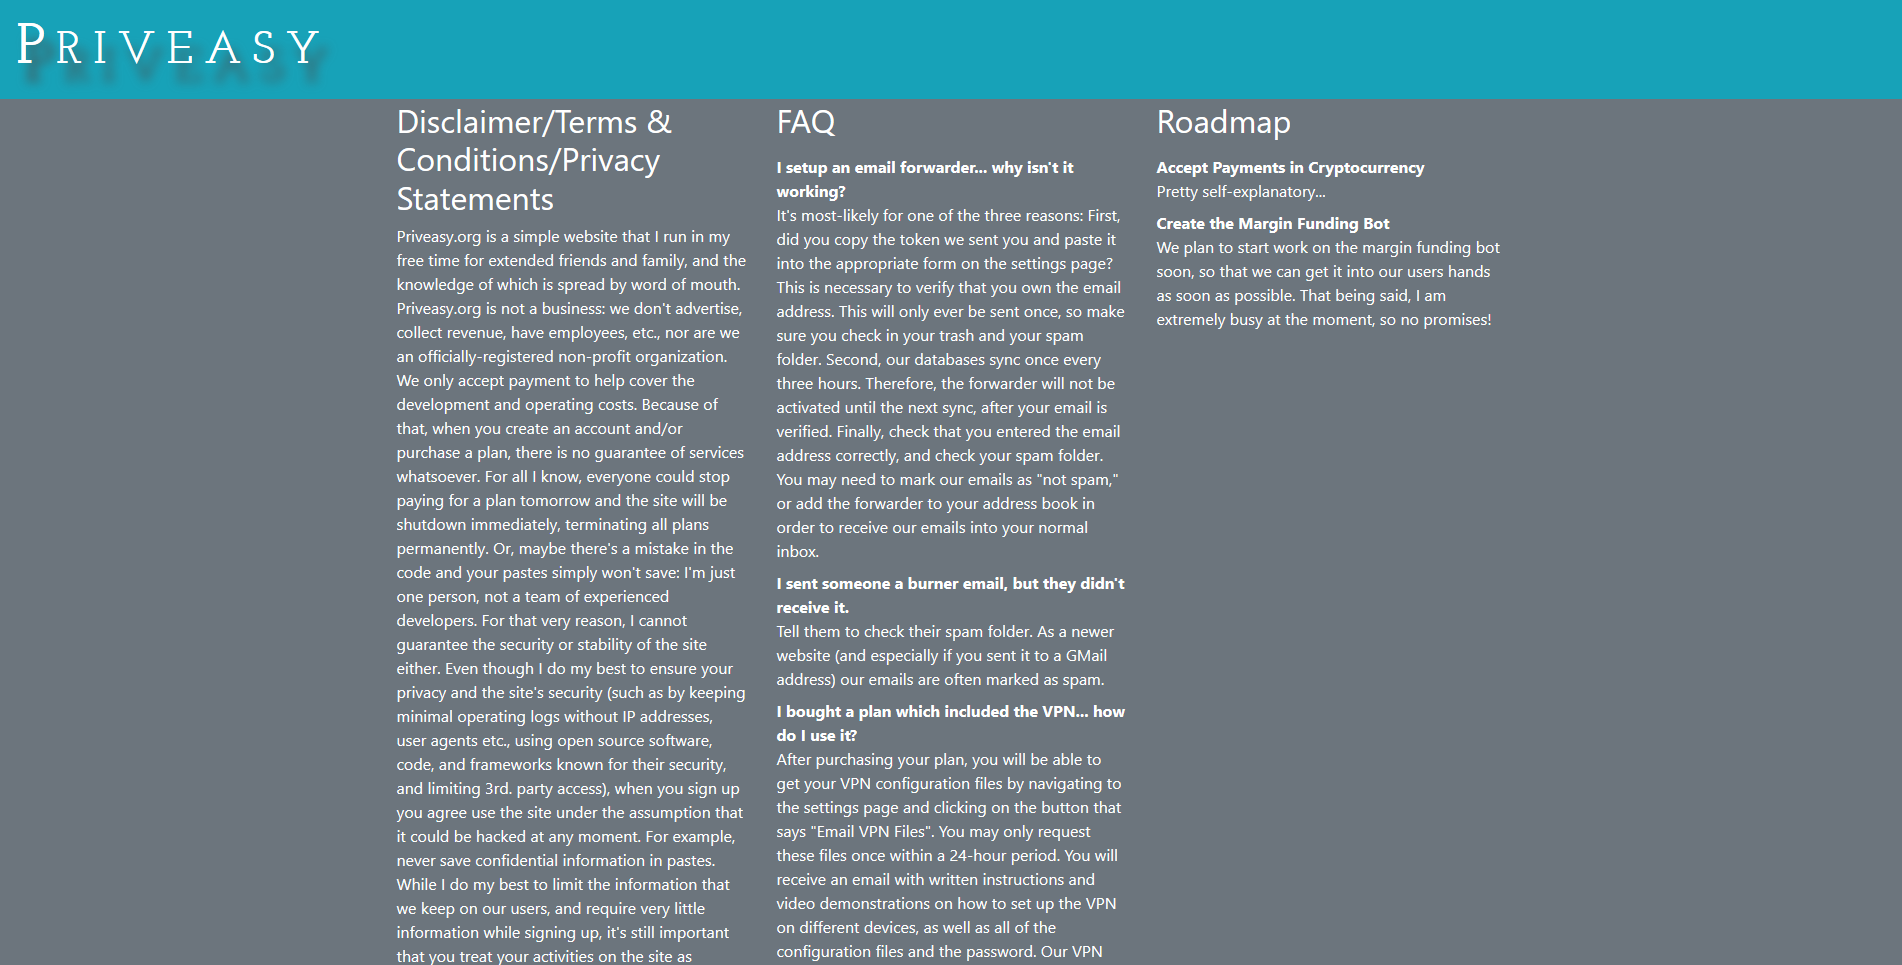 PRIVEASY
Disclaimer/Terms &
Conditions/Privacy
Statements
Priveasy.org is a simple website that I run in my
free time for extended friends and family, and the
knowledge of which is spread by word of mouth.
Priveasy.org is not a business: we don't advertise,
collect revenue, have employees, etc., nor are we
an officially-registered non-profit organization.
We only accept payment to help cover the
development and operating costs. Because of
that, when you create an account and/or
purchase a plan, there is no guarantee of services
whatsoever. For all I know, everyone could stop
paying for a plan tomorrow and the site will be
shutdown immediately, terminating all plans
permanently. Or, maybe there's a mistake in the
code and your pastes simply won't save: I'm just
one person, not a team of experienced
developers. For that very reason, I cannot
guarantee the security or stability of the site
either. Even though I do my best to ensure your
privacy and the site's security (such as by keeping
minimal operating logs without IP addresses,
user agents etc., using open source software,
code, and frameworks known for their security,
and limiting 3rd. party access), when you sign up
you agree use the site under the assumption that
it could be hacked at any moment. For example,
never save confidential information in pastes.
While I do my best to limit the information that
we keep on our users, and require very little
information while signing up, it's still important
that you treat your activities on the site as
FAQ
I setup an email forwarder... why isn't it
working?
It's most-likely for one of the three reasons: First,
did you copy the token we sent you and paste it
into the appropriate form on the settings page?
This is necessary to verify that you own the email
address. This will only ever be sent once, so make
sure you check in your trash and your spam
folder. Second, our databases sync once every
three hours. Therefore, the forwarder will not be
activated until the next sync, after your email is
verified. Finally, check that you entered the email
address correctly, and check your spam folder.
You may need to mark our emails as "not spam,"
or add the forwarder to your address book in
order to receive our emails into your normal
inbox.
I sent someone a burner email, but they didn't
receive it.
Tell them to check their spam folder. As a newer
website (and especially if you sent it to a GMail
address) our emails are often marked as spam.
I bought a plan which included the VPN... how
do I use it?
After purchasing your plan, you will be able to
get your VPN configuration files by navigating to
the settings page and clicking on the button that
says "Email VPN Files". You may only request
these files once within a 24-hour period. You will
receive an email with written instructions and
video demonstrations on how to set up the VPN
on different devices, as well as all of the
configuration files and the password. Our VPN
Roadmap
Accept Payments in Cryptocurrency
Pretty self-explanatory...
Create the Margin Funding Bot
We plan to start work on the margin funding bot
soon, so that we can get it into our users hands
as soon as possible. That being said, I am
extremely busy at the moment, so no promises!